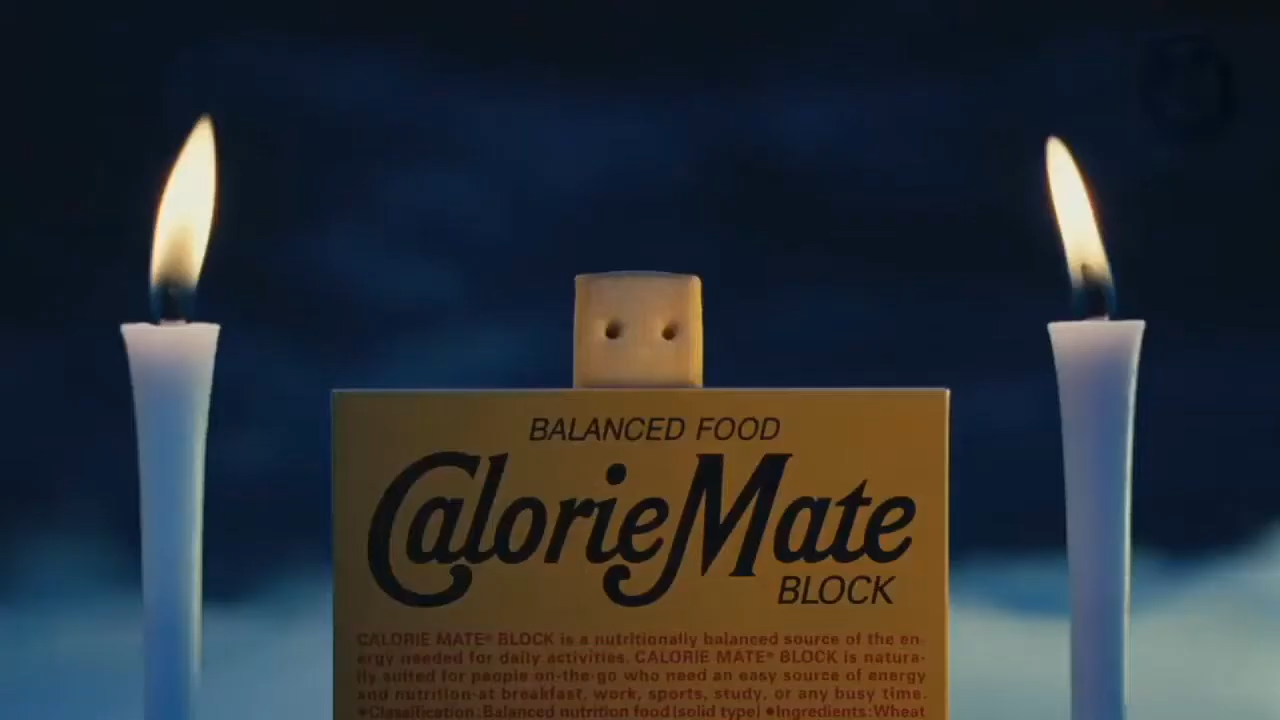 BALANCED FOOD
CalorieMate
BLOCK
CALORIE MATE® BLOCK is a nutritionally balanced source of the en-
ergy needed for daily activities. CALORIE MATE® BLOCK is natura-
lly suited for people on-the-go who need an easy source of energy
and nutrition-at breakfast, work, sports, study, or any busy time.
●Classification:Balanced nutrition food(solid type) ●Ingredients:Wheat